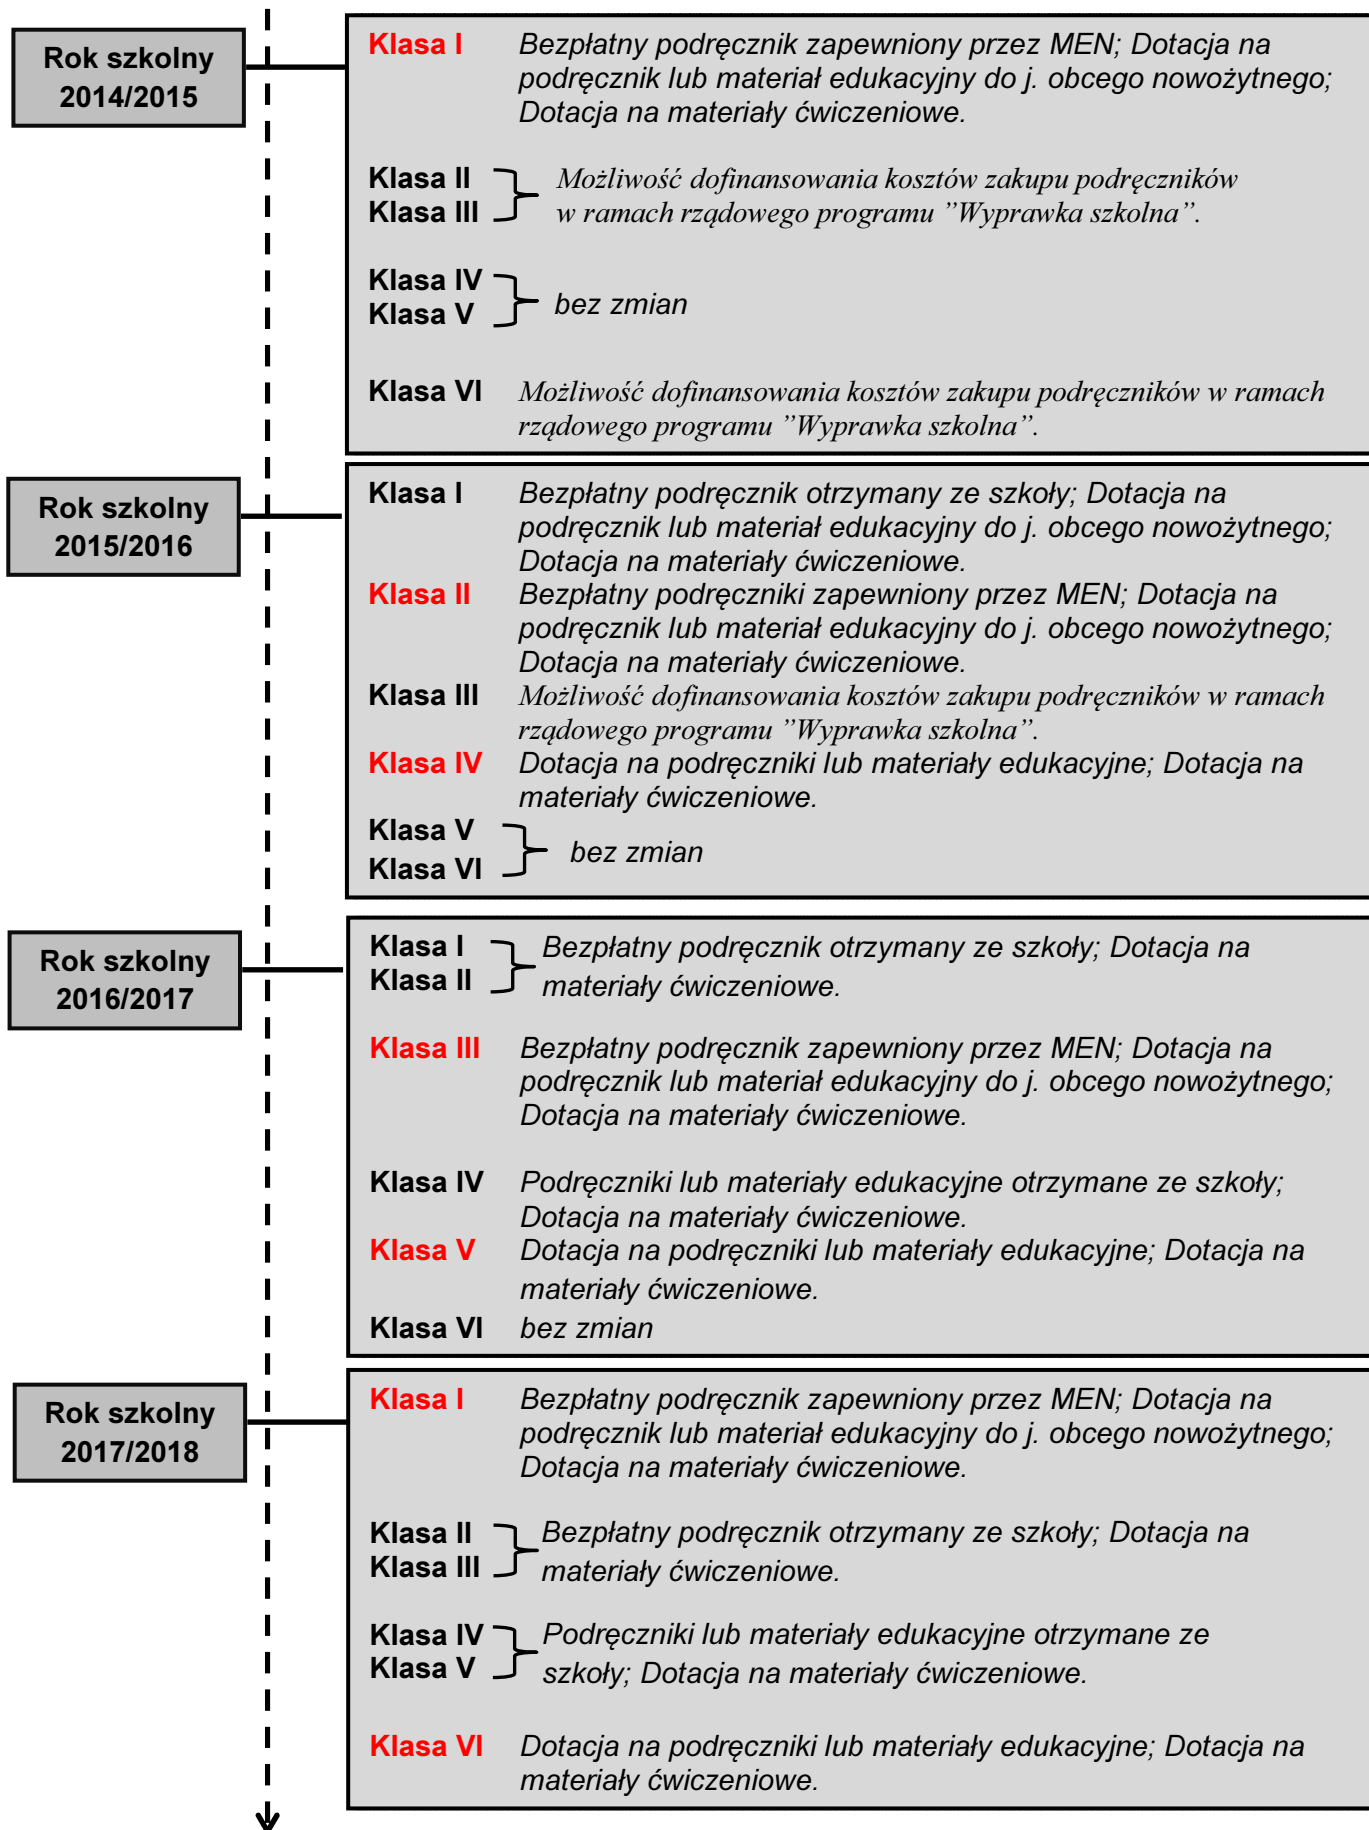 Rok szkolny
2014/2015
Klasa I Bezpłatny podręcznik zapewniony przez MEN; Dotacja na
podręcznik lub materiał edukacyjny do j. obcego nowożytnego;
Dotacja na materiały ćwiczeniowe.
Klasa II
Klasa III
Możliwość dofinansowania kosztów zakupu podręczników
w ramach rządowego programu ”Wyprawka szkolna”.
Klasa IV
Klasa V
bez zmian
Klasa VI Możliwość dofinansowania kosztów zakupu podręczników w ramach
rządowego programu ”Wyprawka szkolna”.
Rok szkolny
2015/2016
Klasa I Bezpłatny podręcznik otrzymany ze szkoły; Dotacja na
podręcznik lub materiał edukacyjny do j. obcego nowożytnego;
Dotacja na materiały ćwiczeniowe.
Klasa II Bezpłatny podręczniki zapewniony przez MEN; Dotacja na
podręcznik lub materiał edukacyjny do j. obcego nowożytnego;
Dotacja na materiały ćwiczeniowe.
Klasa III Możliwość dofinansowania kosztów zakupu podręczników w ramach
rządowego programu ”Wyprawka szkolna”.
Klasa IV Dotacja na podręczniki lub materiały edukacyjne; Dotacja na
materiały ćwiczeniowe.
Klasa V
Klasa VI
bez zmian
Rok szkolny
2016/2017
Klasa I
Klasa II
Bezpłatny podręcznik otrzymany ze szkoły; Dotacja na
materiały ćwiczeniowe.
Klasa III Bezpłatny podręcznik zapewniony przez MEN; Dotacja na
podręcznik lub materiał edukacyjny do j. obcego nowożytnego;
Dotacja na materiały ćwiczeniowe.
Klasa IV Podręczniki lub materiały edukacyjne otrzymane ze szkoły;
Dotacja na materiały ćwiczeniowe.
Klasa V Dotacja na podręczniki lub materiały edukacyjne; Dotacja na
materiały ćwiczeniowe.
Klasa VI bez zmian
Rok szkolny
2017/2018
Klasa I Bezpłatny podręcznik zapewniony przez MEN; Dotacja na
podręcznik lub materiał edukacyjny do j. obcego nowożytnego;
Dotacja na materiały ćwiczeniowe.
Klasa II
Klasa III
Bezpłatny podręcznik otrzymany ze szkoły; Dotacja na
materiały ćwiczeniowe.
Klasa IV
Klasa V
Podręczniki lub materiały edukacyjne otrzymane ze
szkoły; Dotacja na materiały ćwiczeniowe.
Klasa VI Dotacja na podręczniki lub materiały edukacyjne; Dotacja na
materiały ćwiczeniowe.